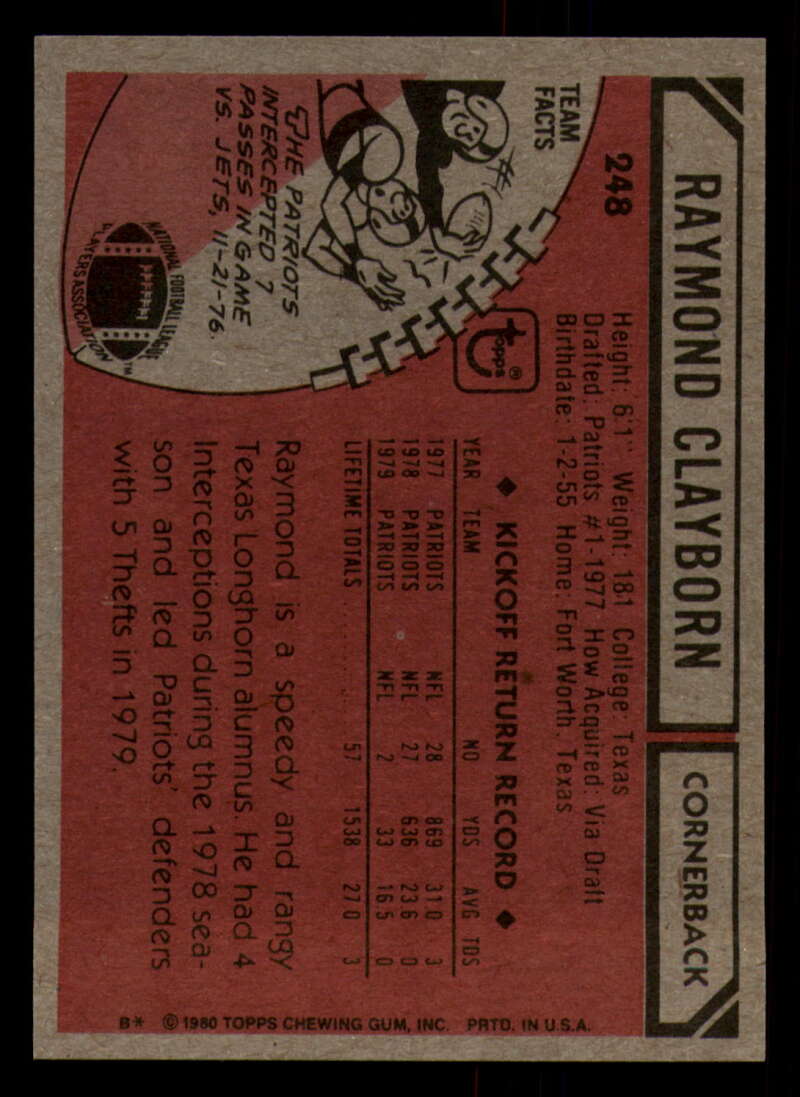 RAYMOND CLAYBORN
CORNERBACK
248
Height: 6'1" Weight: 181 College: Texas
Drafted: Patriots #1-1977 How Acquired: Via Draft
Birthdate: 1-2-55 Home: Fort Worth, Texas
TEAM
FACTS
THE PATRIOTS
INTERCEPTED 7
PASSES IN GAME
VS. JETS, 11-21-76.
NATIONAL FOOTBALL LEAGUE
PLAYERS ASSOCIATION™
topps®
◆ KICKOFF RETURN RECORD ◆
YEAR TEAM NO YDS AVG TDS
1977 PATRIOTS NFL 28 869 31.0 3
1978 PATRIOTS NFL 27 636 23.6 0
1979 PATRIOTS NFL 2 33 16.5 0
LIFETIME TOTALS 57 1538 27.0 3
Raymond is a speedy and rangy
Texas Longhorn alumnus. He had 4
Interceptions during the 1978 sea-
son and led Patriots' defenders
with 5 Thefts in 1979.
B* © 1980 TOPPS CHEWING GUM, INC. PRTD. IN U.S.A.